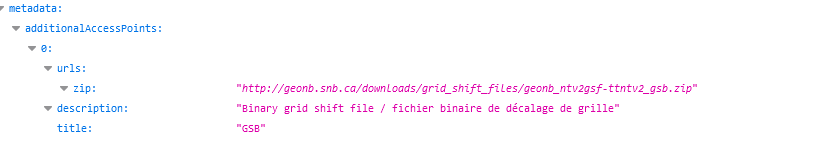 metadata:
additionalAccessPoints:
0:
urls:
zip: "http://geonb.snb.ca/downloads/grid_shift_files/geonb_ntv2gsf-ttntv2_gsb.zip"
description: "Binary grid shift file / fichier binaire de décalage de grille"
title: "GSB"